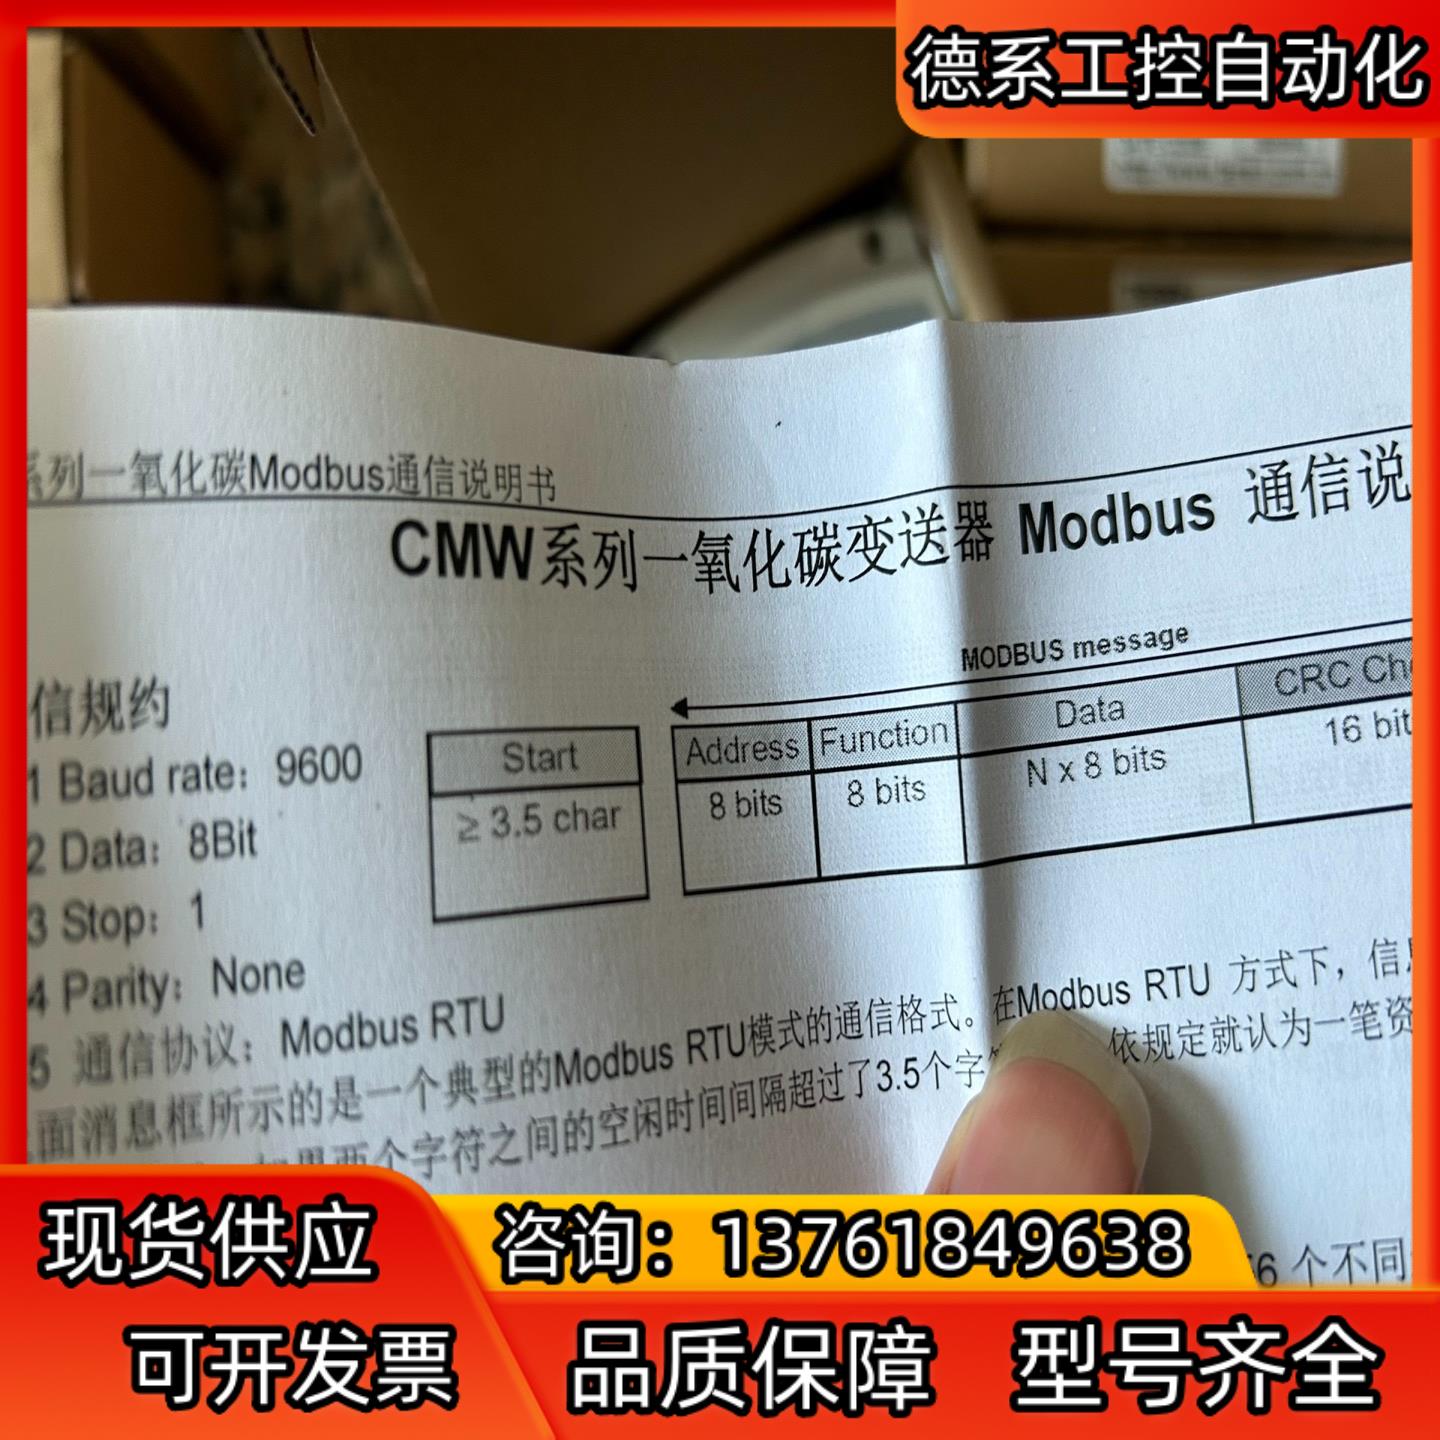 德系工控自动化
系列一氧化碳Modbus通信说明书
CMW系列一氧化碳变送器 Modbus 通信说
MODBUS message
信规约
1 Baud rate：9600
2 Data：8Bit
3 Stop：1
4 Parity：None
5 通信协议：Modbus RTU
Start
≥ 3.5 char
Address Function Data CRC
8 bits 8 bits N x 8 bits 16
面消息框所示的是一个典型的Modbus RTU模式的通信格式。在Modbus RTU 方式下，信
两个字符之间的空闲时间间隔超过了3.5个字 依规定就认为一笔
个不同
现货供应
咨询：13761849638
可开发票
品质保障
型号齐全